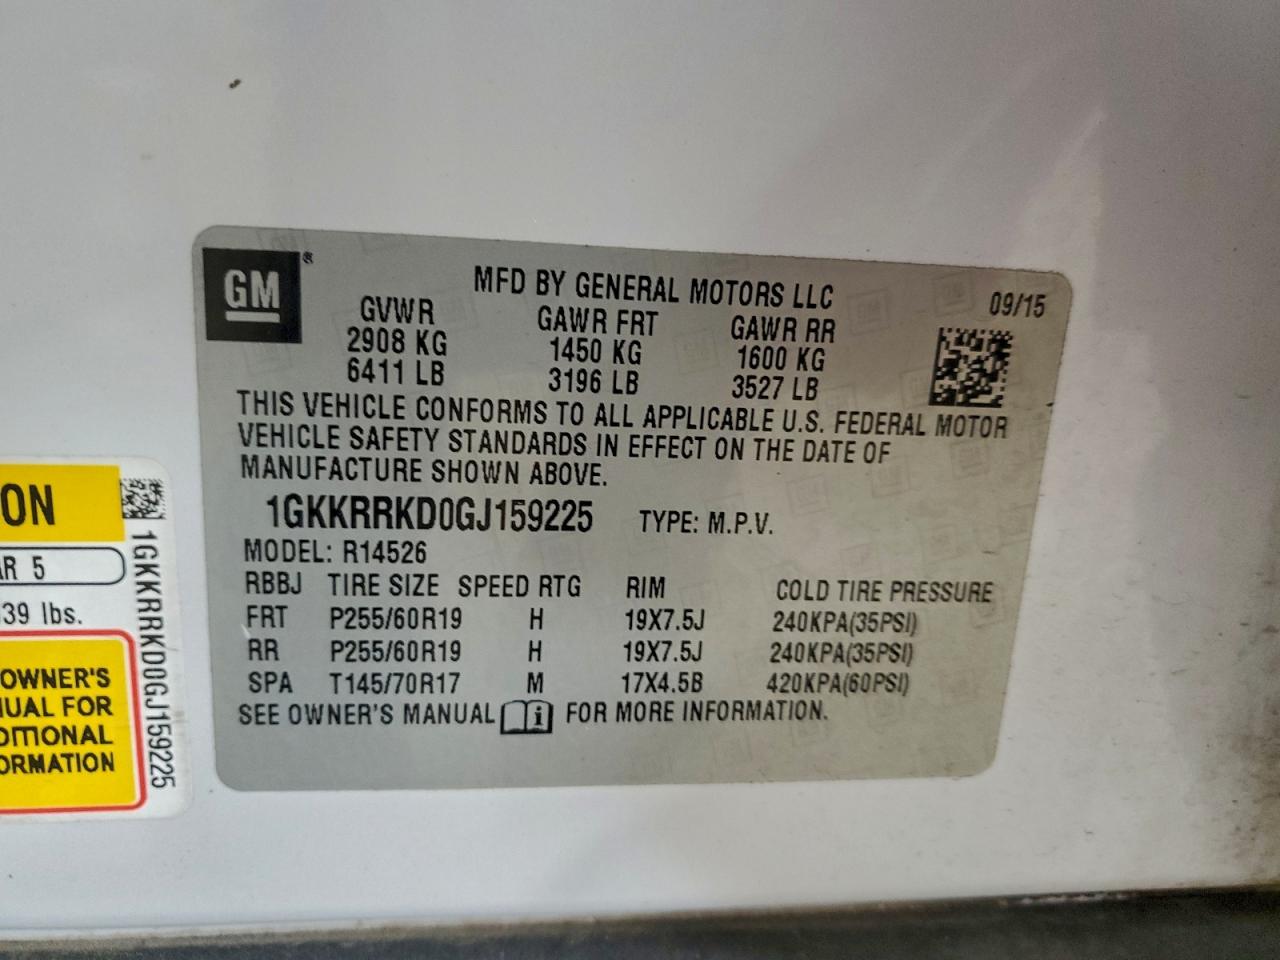 GM
®
MFD BY GENERAL MOTORS LLC
09/15
GVWR GAWR FRT GAWR RR
2908 KG 1450 KG 1600 KG
6411 LB 3196 LB 3527 LB
THIS VEHICLE CONFORMS TO ALL APPLICABLE U.S. FEDERAL MOTOR
VEHICLE SAFETY STANDARDS IN EFFECT ON THE DATE OF
MANUFACTURE SHOWN ABOVE.
1GKKRRKD0GJ159225 TYPE: M.P.V.
MODEL: R14526
RBBJ TIRE SIZE SPEED RTG RIM COLD TIRE PRESSURE
FRT P255/60R19 H 19X7.5J 240KPA(35PSI)
RR P255/60R19 H 19X7.5J 240KPA(35PSI)
SPA T145/70R17 M 17X4.5B 420KPA(60PSI)
SEE OWNER'S MANUAL i FOR MORE INFORMATION.
ON
AR 5
39 lbs.
OWNER'S
UAL FOR
DITIONAL
ORMATION
1GKKRRKD0GJ159225